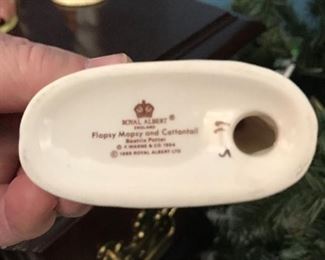 ROYAL ALBERT ®
ENGLAND
Flopsy Mopsy and Cottontail
Beatrix Potter
© F. WARNE & CO. 1954
© 1989 ROYAL ALBERT LTD